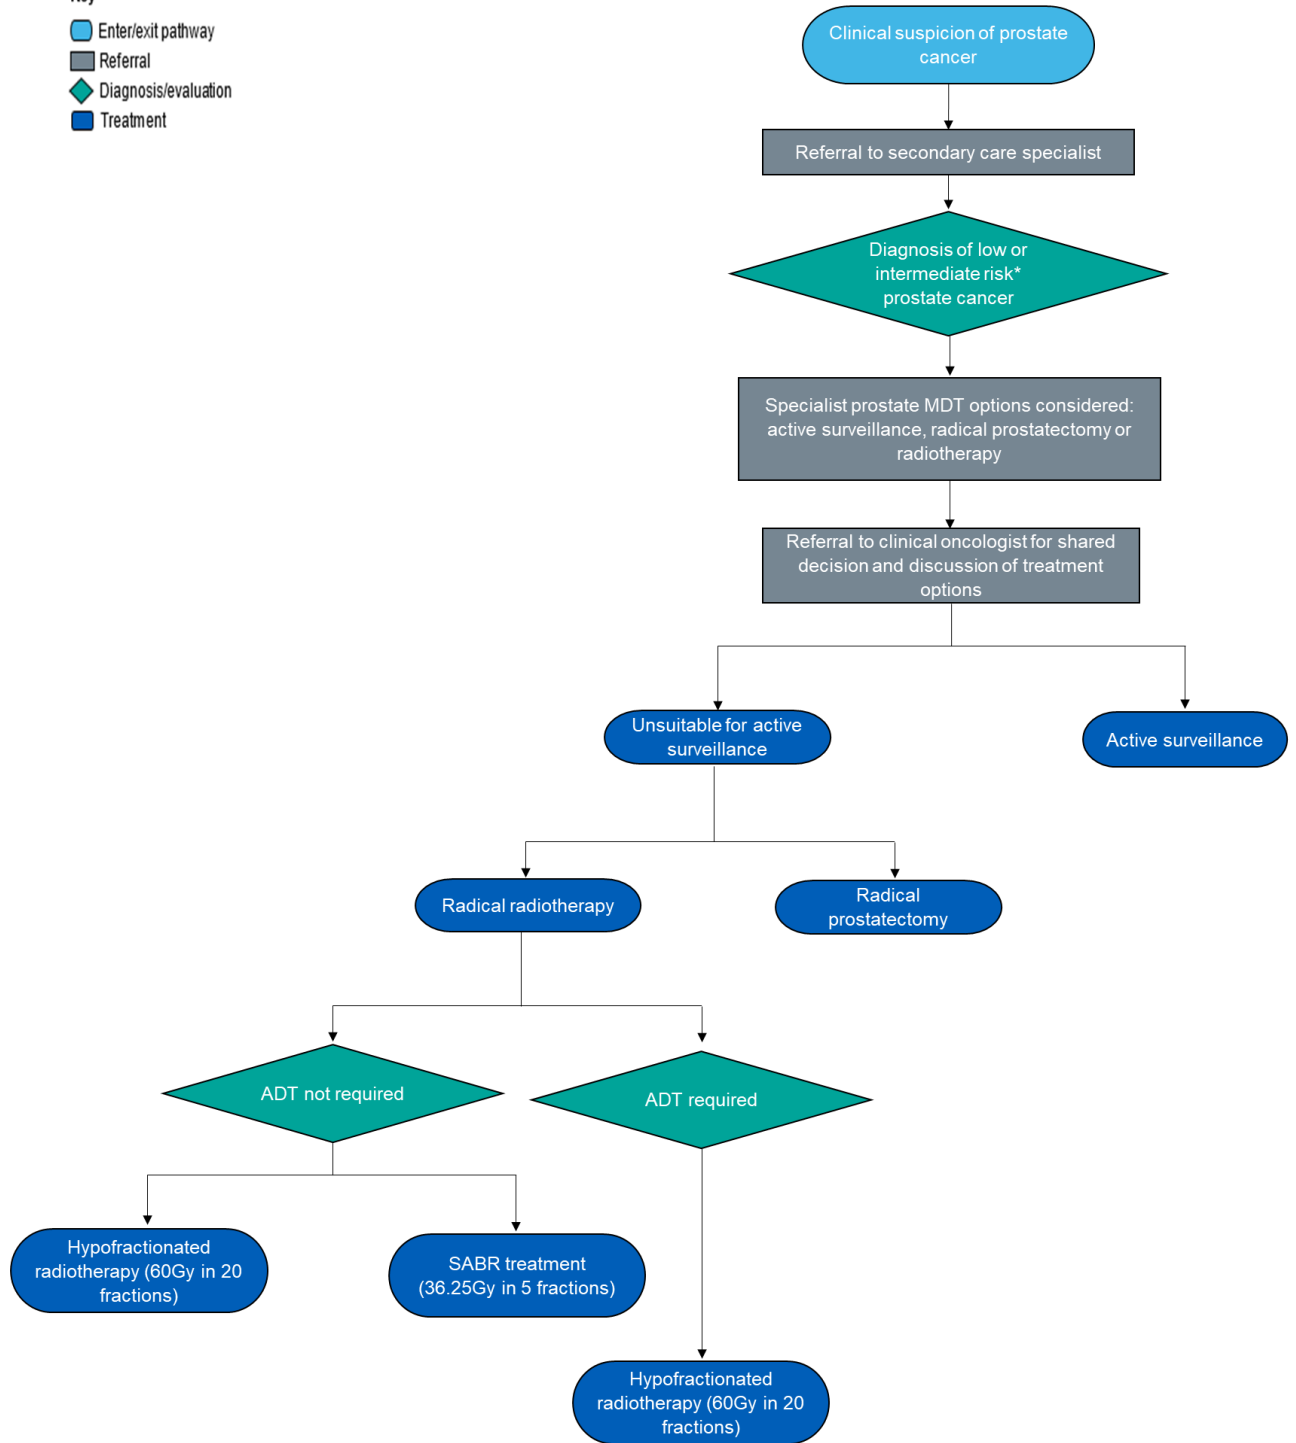 Key
Enter/exit pathway
Referral
Diagnosis/evaluation
Treatment
Clinical suspicion of prostate
cancer
Referral to secondary care specialist
Diagnosis of low or
intermediate risk*
prostate cancer
Specialist prostate MDT options considered:
active surveillance, radical prostatectomy or
radiotherapy
Referral to clinical oncologist for shared
decision and discussion of treatment
options
Unsuitable for active
surveillance
Active surveillance
Radical radiotherapy
Radical
prostatectomy
ADT not required
ADT required
Hypofractionated
radiotherapy (60Gy in 20
fractions)
SABR treatment
(36.25Gy in 5 fractions)
Hypofractionated
radiotherapy (60Gy in 20
fractions)